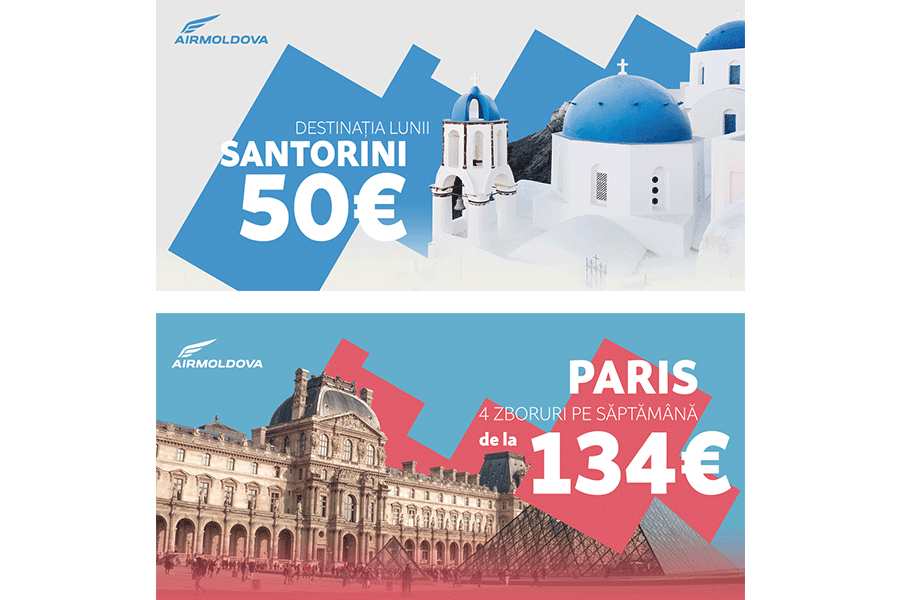 AIRMOLDOVA
DESTINAȚIA LUNII
SANTORINI
50€
AIRMOLDOVA
PARIS
4 ZBORURI PE SĂPTĂMÂNĂ
de la
134€